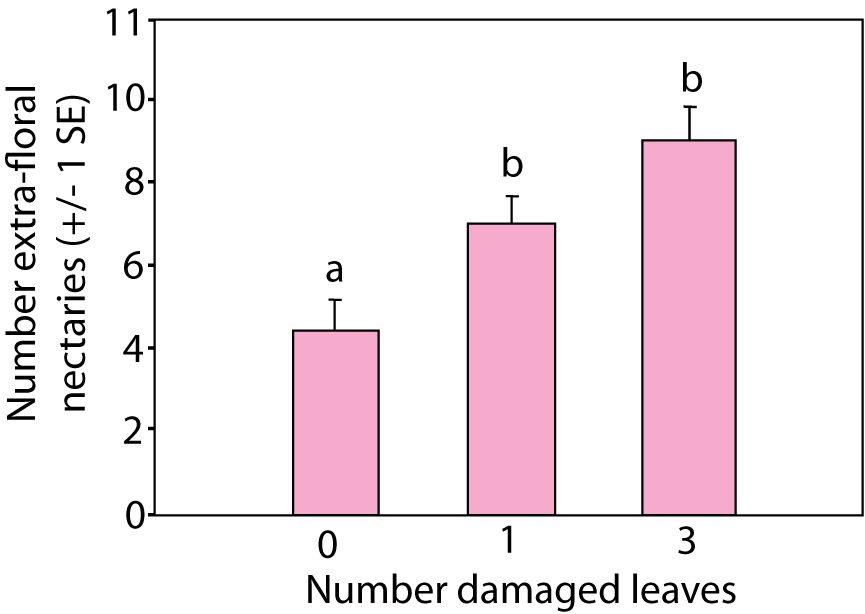 Number extra-floral
nectaries (+/- 1 SE)
11
10
8
6
4
2
0
a
b
b
0
1
3
Number damaged leaves